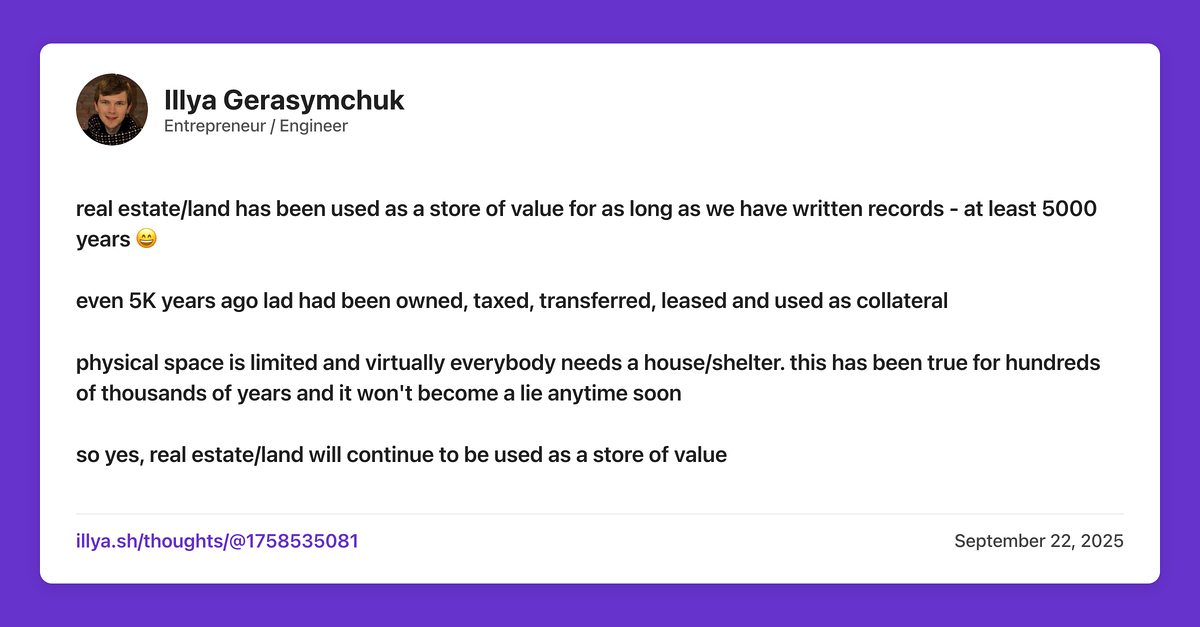 Illya Gerasymchuk
Entrepreneur / Engineer
real estate/land has been used as a store of value for as long as we have written records - at least 5000
years 😄
even 5K years ago lad had been owned, taxed, transferred, leased and used as collateral
physical space is limited and virtually everybody needs a house/shelter. this has been true for hundreds
of thousands of years and it won't become a lie anytime soon
so yes, real estate/land will continue to be used as a store of value
illya.sh/thoughts/@1758535081
September 22, 2025